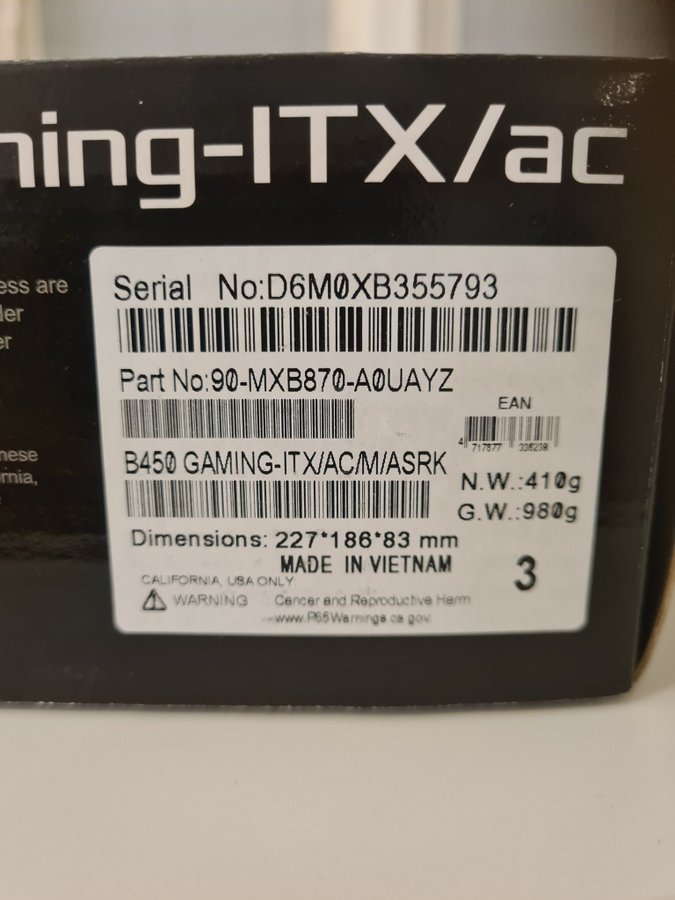 ning-ITX/ac
ess are
ler
er
nese
rnia,
Serial No:D6M0XB355793
Part No:90-MXB870-A0UAYZ
EAN
B450 GAMING-ITX/AC/M/ASRK
N.W.:410g
G.W.:980g
Dimensions: 227*186*83 mm
MADE IN VIETNAM
3
CALIFORNIA, USA ONLY
WARNING Cancer and Reproductive Harm
www.P65Warnings.ca.gov